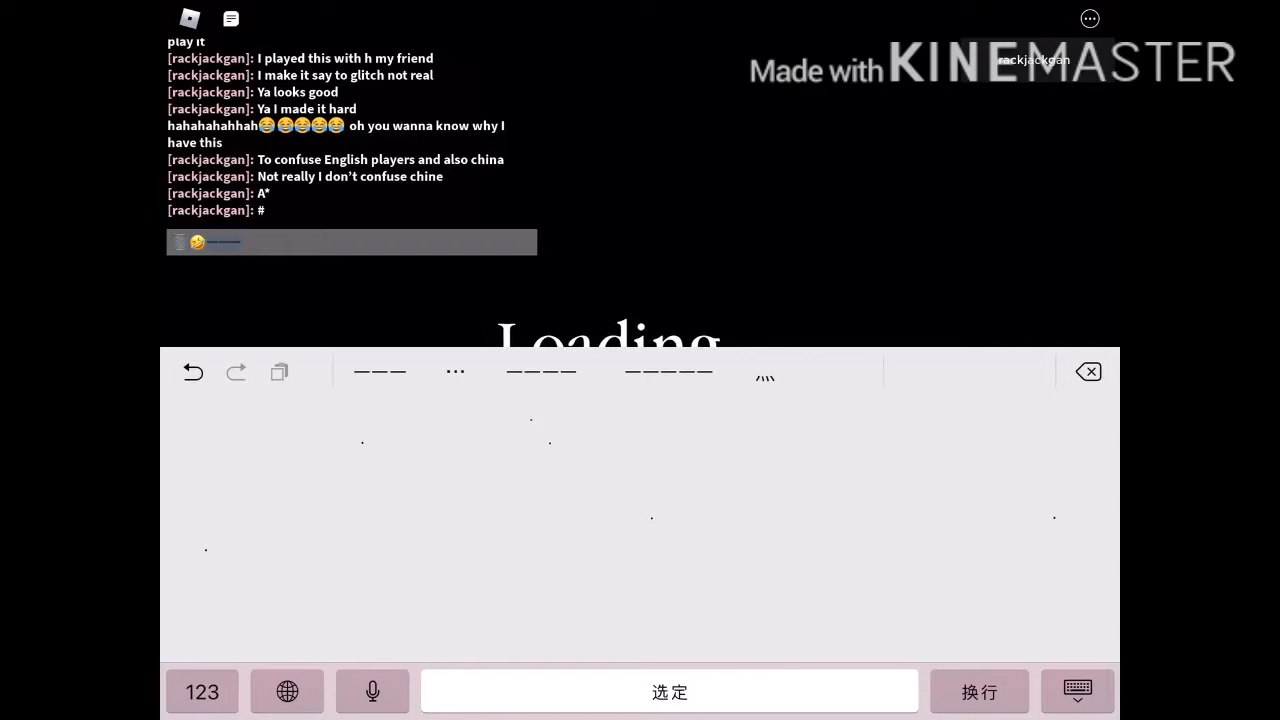 play it
[rackjackgan]: I played this with h my friend
[rackjackgan]: I make it say to glitch not real
[rackjackgan]: Ya looks good
[rackjackgan]: Ya I made it hard
hahahahahhah😂😂😂😂😂 oh you wanna know why I
have this
[rackjackgan]: To confuse English players and also china
[rackjackgan]: Not really I don’t confuse chine
[rackjackgan]: A*
[rackjackgan]: #
Made with KINEMASTER
rackjackgan
🤣———
Loading
——— … ———— —————
123 选定 换行